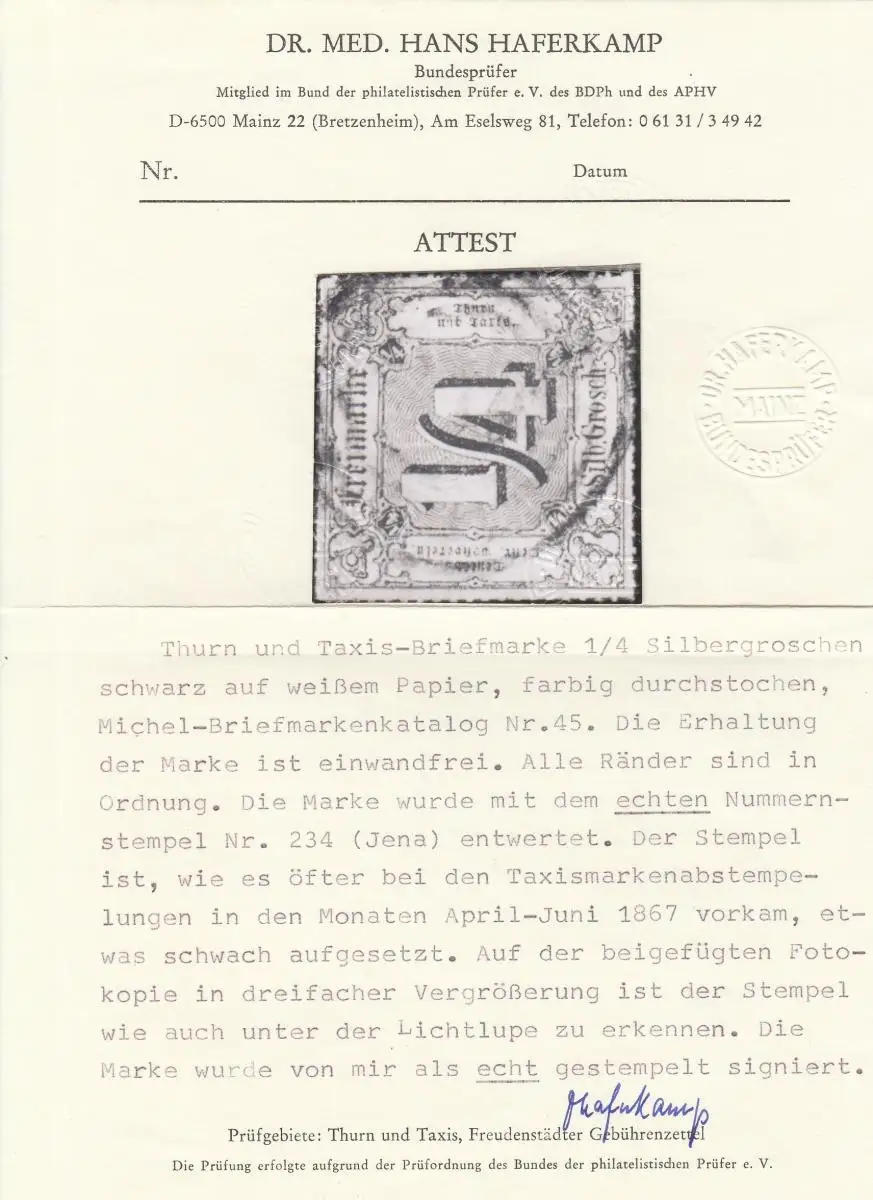 DR. MED. HANS HAFERKAMP
Bundesprüfer
Mitglied im Bund der philatelistischen Prüfer e. V. des BDPh und des APHV
D-6500 Mainz 22 (Bretzenheim), Am Eselsweg 81, Telefon: 0 61 31 / 3 49 42
Nr. Datum
ATTEST
Thurn
und Taxis.
Freimarke
1/4
Silb. Grosch.
DR. HAFERKAMP
MAINZ
BUNDESPRÜFER
Thurn und Taxis-Briefmarke 1/4 Silbergroschen
schwarz auf weißem Papier, farbig durchstochen,
Michel-Briefmarkenkatalog Nr.45. Die Erhaltung
der Marke ist einwandfrei. Alle Ränder sind in
Ordnung. Die Marke wurde mit dem echten Nummern-
stempel Nr. 234 (Jena) entwertet. Der Stempel
ist, wie es öfter bei den Taxismarkenabstempe-
lungen in den Monaten April-Juni 1867 vorkam, et-
was schwach aufgesetzt. Auf der beigefügten Foto-
kopie in dreifacher Vergrößerung ist der Stempel
wie auch unter der Lichtlupe zu erkennen. Die
Marke wurde von mir als echt gestempelt signiert.
Haferkamp
Prüfgebiete: Thurn und Taxis, Freudenstädter Gebührenzettel
Die Prüfung erfolgte aufgrund der Prüfordnung des Bundes der philatelistischen Prüfer e. V.